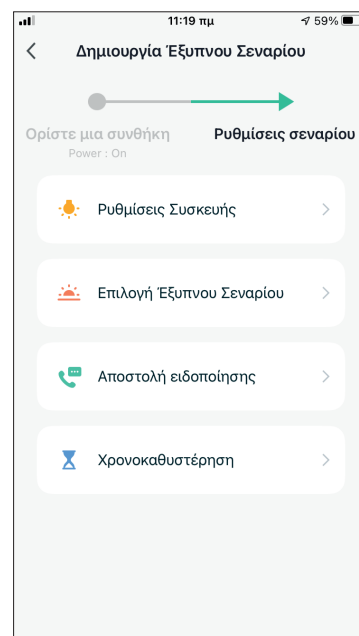 11:19 πμ 59%
Δημιουργία Έξυπνου Σεναρίου
Ορίστε μια συνθήκη Ρυθμίσεις σεναρίου
Power : On
Ρυθμίσεις Συσκευής
Επιλογή Έξυπνου Σεναρίου
Αποστολή ειδοποίησης
Χρονοκαθυστέρηση